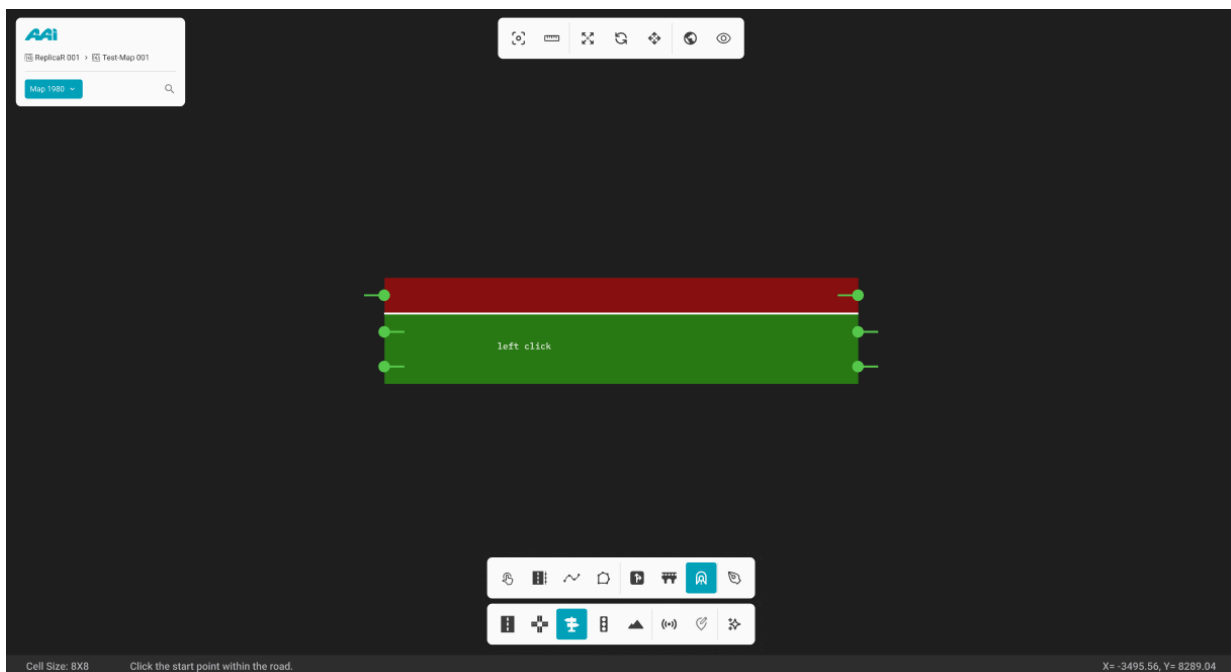 AAi
ReplicaR 001 > Test-Map 001
Map 1980
left click
Cell Size: 8X8 Click the start point within the road. X= -3495.56, Y= 8289.04